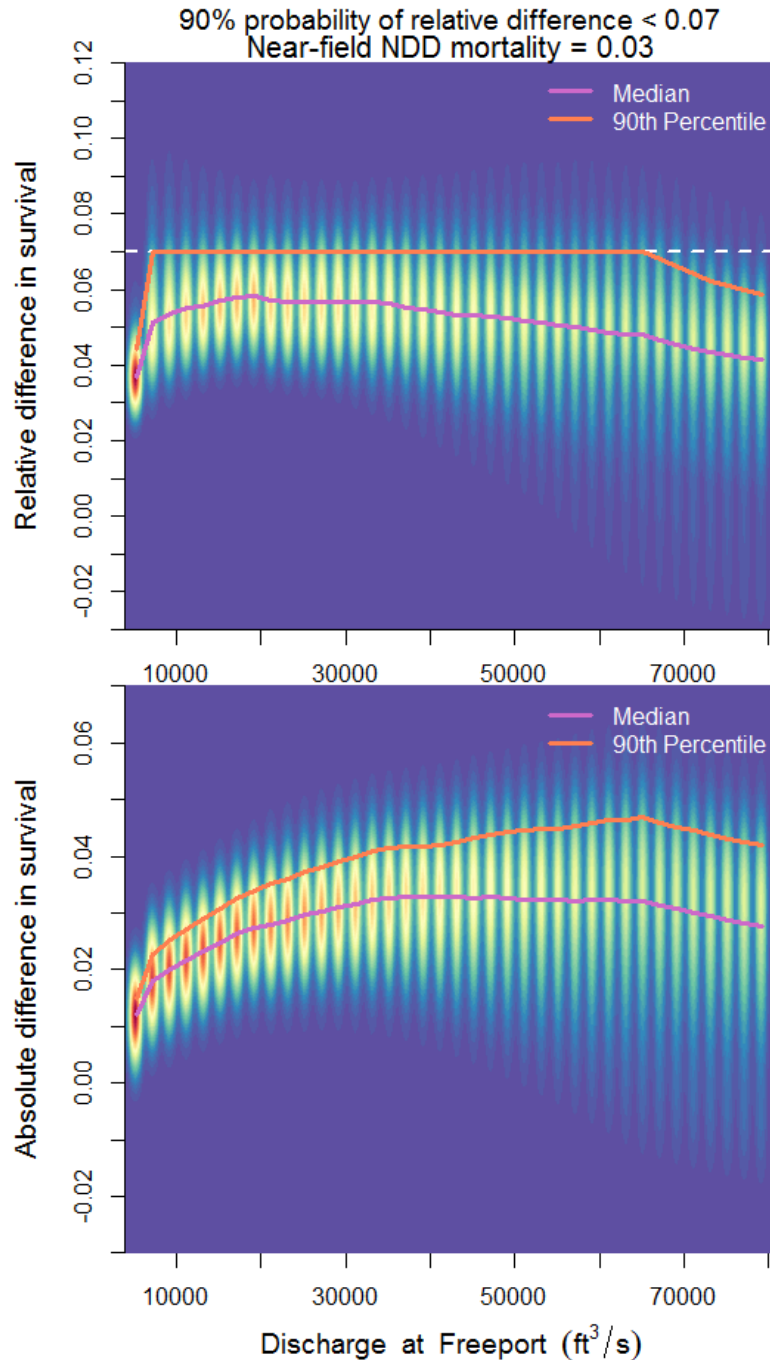 90% probability of relative difference < 0.07
Near-field NDD mortality = 0.03
Relative difference in survival
0.12
0.10
0.08
0.06
0.04
0.02
0.00
-0.02
Median
90th Percentile
10000 30000 50000 70000
Absolute difference in survival
0.06
0.04
0.02
0.00
-0.02
Median
90th Percentile
10000 30000 50000 70000
Discharge at Freeport (ft³/s)